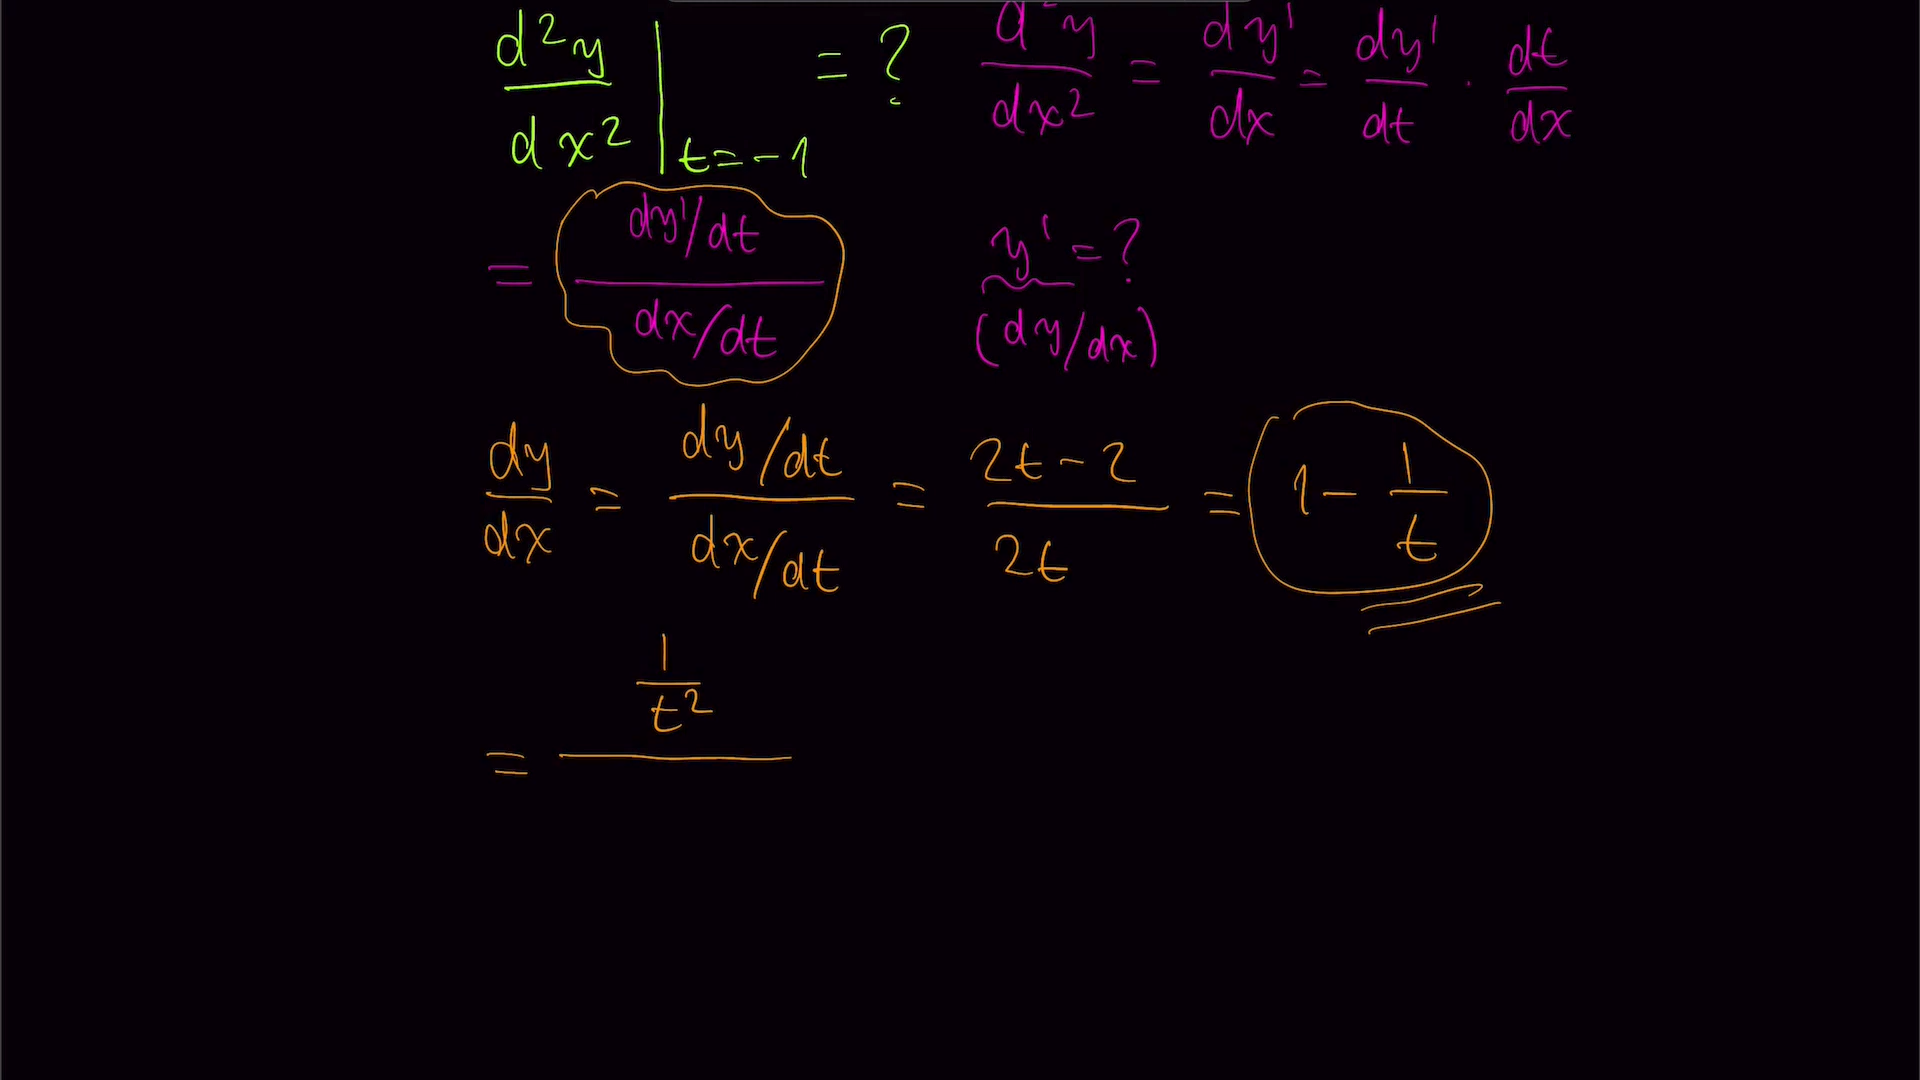 d²y/dx² |t=-1 = ? d²y/dx² = dy'/dx = dy'/dt · dt/dx
= (dy'/dt)/(dx/dt) y' = ?
(dy/dx)
dy/dx = (dy/dt)/(dx/dt) = (2t-2)/(2t) = 1 - 1/t
= 1/t²